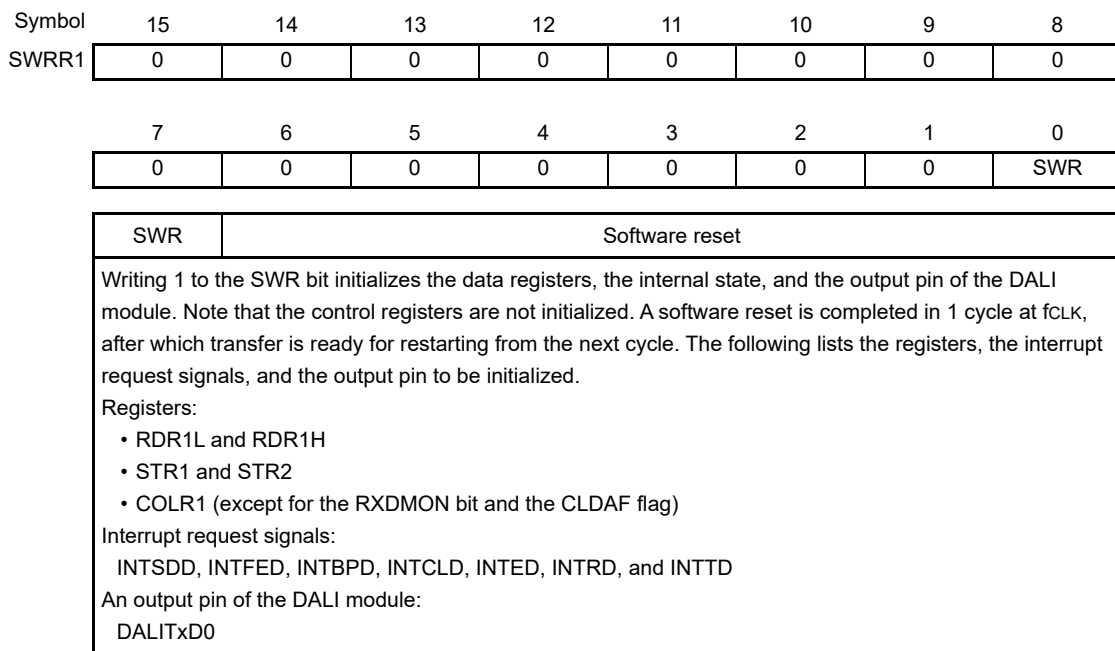 Symbol 15 14 13 12 11 10 9 8
SWRR1 0 0 0 0 0 0 0 0
7 6 5 4 3 2 1 0
0 0 0 0 0 0 0 SWR
SWR Software reset
Writing 1 to the SWR bit initializes the data registers, the internal state, and the output pin of the DALI
module. Note that the control registers are not initialized. A software reset is completed in 1 cycle at fCLK,
after which transfer is ready for restarting from the next cycle. The following lists the registers, the interrupt
request signals, and the output pin to be initialized.
Registers:
• RDR1L and RDR1H
• STR1 and STR2
• COLR1 (except for the RXDMON bit and the CLDAF flag)
Interrupt request signals:
INTSDD, INTFED, INTBPD, INTCLD, INTED, INTRD, and INTTD
An output pin of the DALI module:
DALITxD0